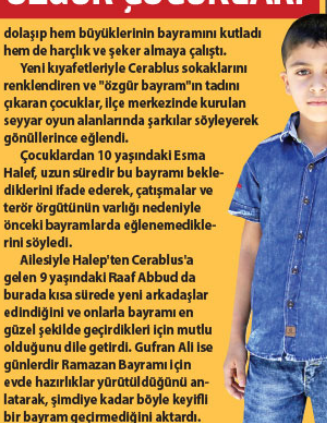 ÖZGÜR ÇOCUKLARI
dolaşıp hem büyüklerinin bayramını kutladı
hem de harçlık ve şeker almaya çalıştı.
Yeni kıyafetleriyle Cerablus sokaklarını
renklendiren ve "özgür bayram"ın tadını
çıkaran çocuklar, ilçe merkezinde kurulan
seyyar oyun alanlarında şarkılar söyleyerek
gönüllerince eğlendi.
Çocuklardan 10 yaşındaki Esma
Halef, uzun süredir bu bayramı bekle-
diklerini ifade ederek, çatışmalar ve
terör örgütünün varlığı nedeniyle
önceki bayramlarda eğlenemedikle-
rini söyledi.
Ailesiyle Halep'ten Cerablus'a
gelen 9 yaşındaki Raaf Abbud da
burada kısa sürede yeni arkadaşlar
edindiğini ve onlarla bayramı en
güzel şekilde geçirdikleri için mutlu
olduğunu dile getirdi. Gufran Ali ise
günlerdir Ramazan Bayramı için
evde hazırlıklar yürütüldüğünü an-
latarak, şimdiye kadar böyle keyifli
bir bayram geçirmediğini aktardı.